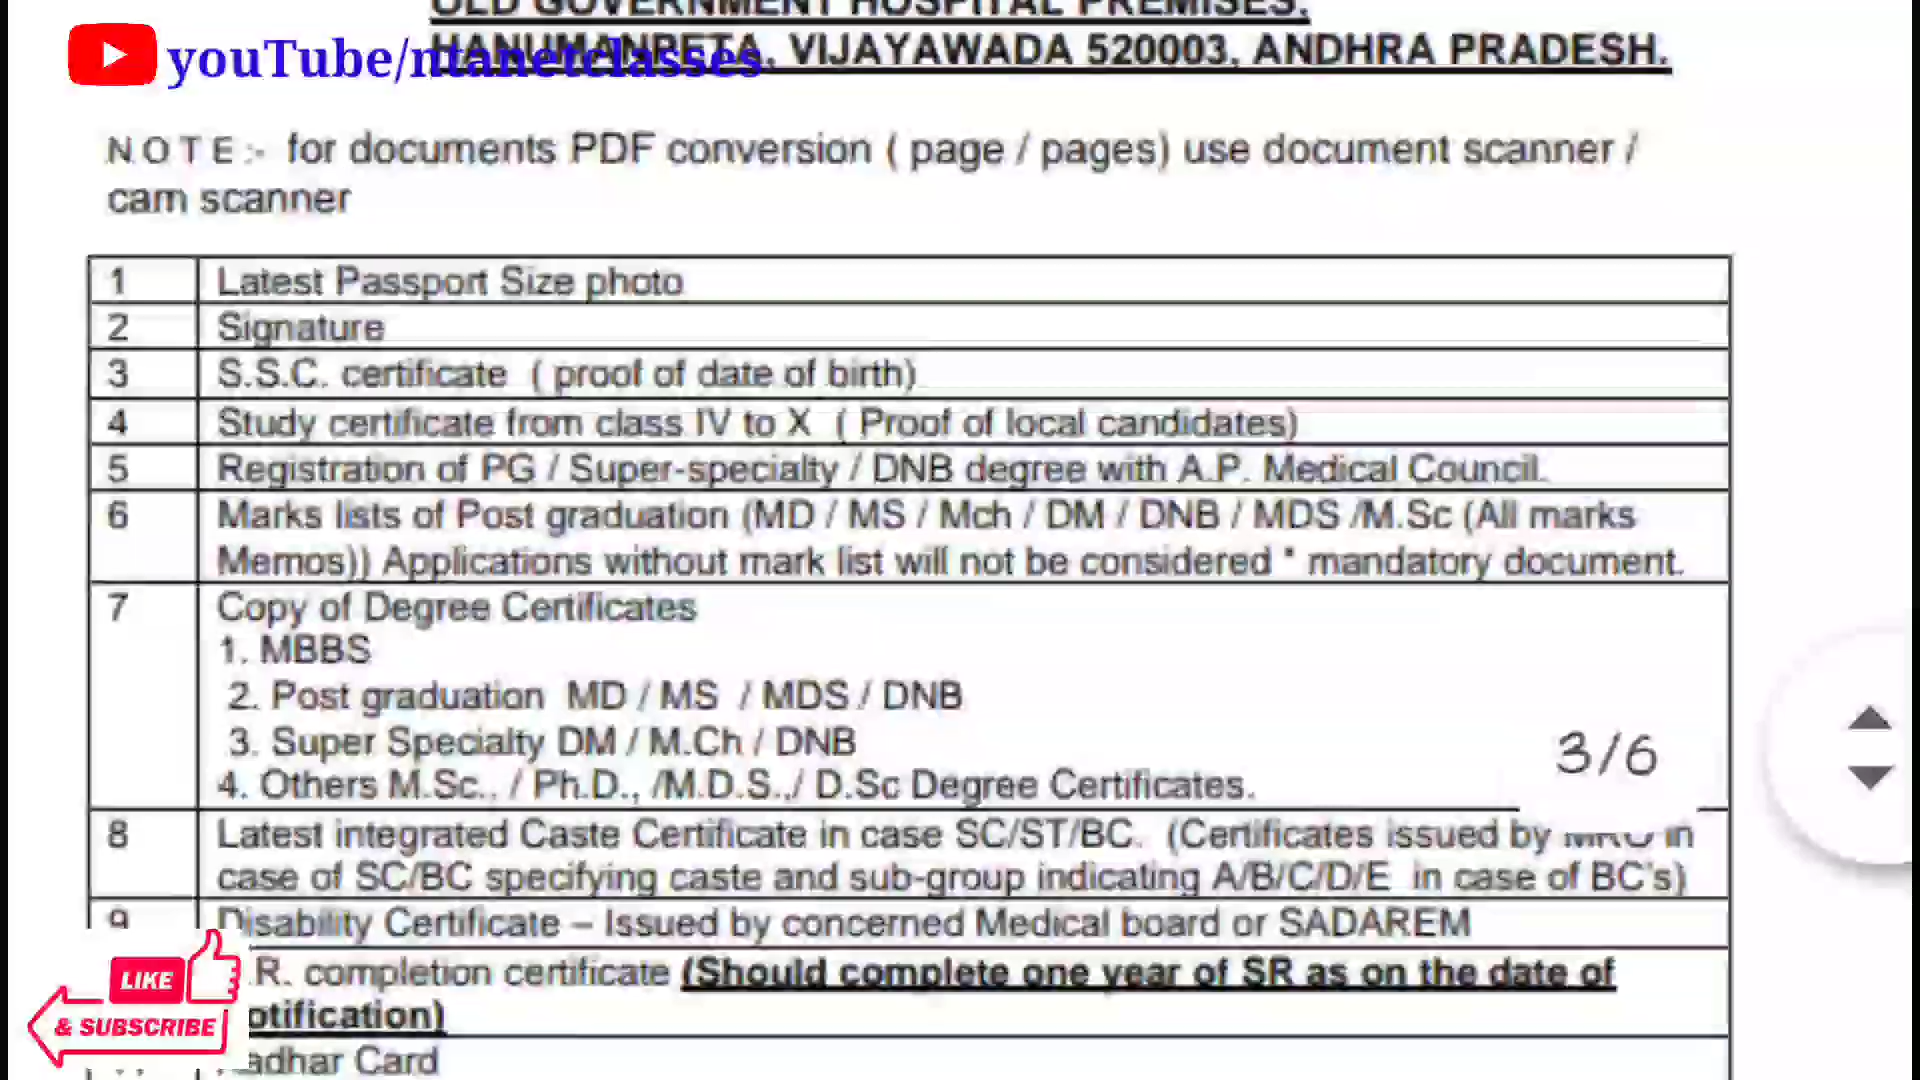 OLD GOVERNMENT HOSPITAL PREMISES,
youTube/ntanetclasses
HANUMANPETA, VIJAYAWADA 520003, ANDHRA PRADESH.
NOTE:- for documents PDF conversion ( page / pages) use document scanner /
cam scanner
1 Latest Passport Size photo
2 Signature
3 S.S.C. certificate ( proof of date of birth)
4 Study certificate from class IV to X ( Proof of local candidates)
5 Registration of PG / Super-specialty / DNB degree with A.P. Medical Council.
6 Marks lists of Post graduation (MD / MS / Mch / DM / DNB / MDS /M.Sc (All marks
Memos)) Applications without mark list will not be considered * mandatory document.
7 Copy of Degree Certificates
1. MBBS
2. Post graduation MD / MS / MDS / DNB
3. Super Specialty DM / M.Ch / DNB
3/6
4. Others M.Sc., / Ph.D., /M.D.S.,/ D.Sc Degree Certificates.
8 Latest integrated Caste Certificate in case SC/ST/BC. (Certificates issued by MRO in
case of SC/BC specifying caste and sub-group indicating A/B/C/D/E in case of BC's)
9 Disability Certificate – Issued by concerned Medical board or SADAREM
.R. completion certificate (Should complete one year of SR as on the date of
otification)
adhar Card
LIKE
& SUBSCRIBE